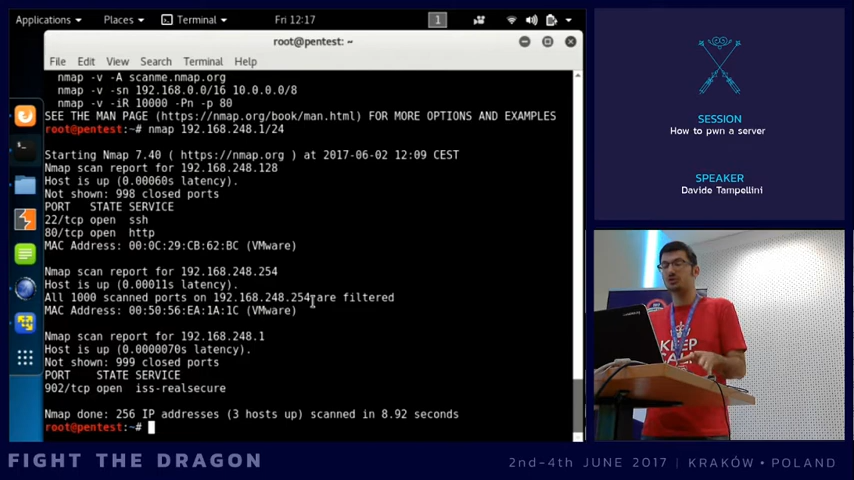 Applications
Places
Terminal
Fri 12:17
1
root@pentest: ~
File Edit View Search Terminal Help
nmap -v -A scanme.nmap.org
nmap -v -sn 192.168.0.0/16 10.0.0.0/8
nmap -v -iR 10000 -Pn -p 80
SEE THE MAN PAGE (https://nmap.org/book/man.html) FOR MORE OPTIONS AND EXAMPLES
root@pentest:~# nmap 192.168.248.1/24
Starting Nmap 7.40 ( https://nmap.org ) at 2017-06-02 12:09 CEST
Nmap scan report for 192.168.248.128
Host is up (0.00060s latency).
Not shown: 998 closed ports
PORT STATE SERVICE
22/tcp open ssh
80/tcp open http
MAC Address: 00:0C:29:CB:62:BC (VMware)
Nmap scan report for 192.168.248.254
Host is up (0.00011s latency).
All 1000 scanned ports on 192.168.248.254 are filtered
MAC Address: 00:50:56:EA:1A:1C (VMware)
Nmap scan report for 192.168.248.1
Host is up (0.0000070s latency).
Not shown: 999 closed ports
PORT STATE SERVICE
902/tcp open iss-realsecure
Nmap done: 256 IP addresses (3 hosts up) scanned in 8.92 seconds
root@pentest:~#
SESSION
How to pwn a server
SPEAKER
Davide Tampellini
KEEP
FIGHT THE DRAGON
2nd-4th JUNE 2017 | KRAKÓW • POLAND